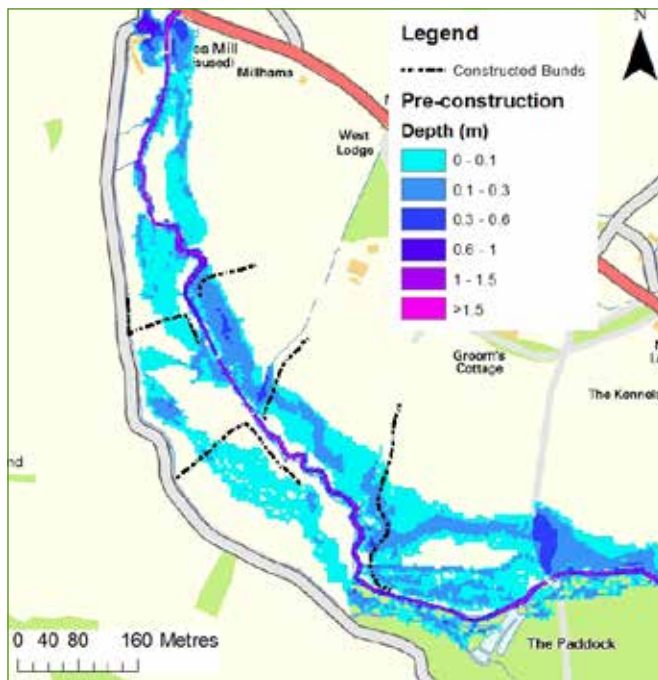 N
Mill
Millhams
West
Lodge
Groom's
Cottage
The Kennels
The Paddock
Legend
Constructed Bunds
Pre-construction
Depth (m)
0 - 0.1
0.1 - 0.3
0.3 - 0.6
0.6 - 1
1 - 1.5
>1.5
0 40 80 160 Metres